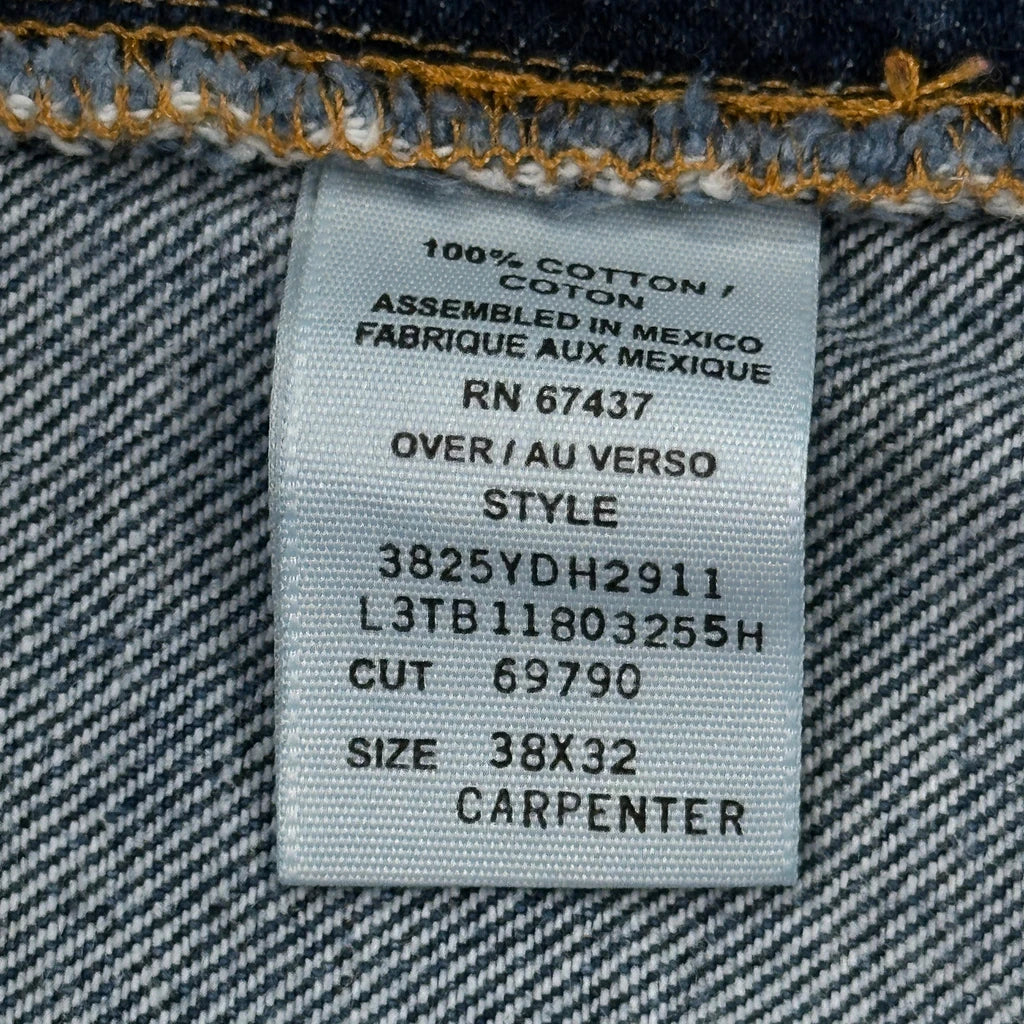 100% COTTON /
COTON
ASSEMBLED IN MEXICO
FABRIQUE AUX MEXIQUE
RN 67437
OVER / AU VERSO
STYLE
3825YDH2911
L3TB11803255H
CUT 69790
SIZE 38X32
CARPENTER